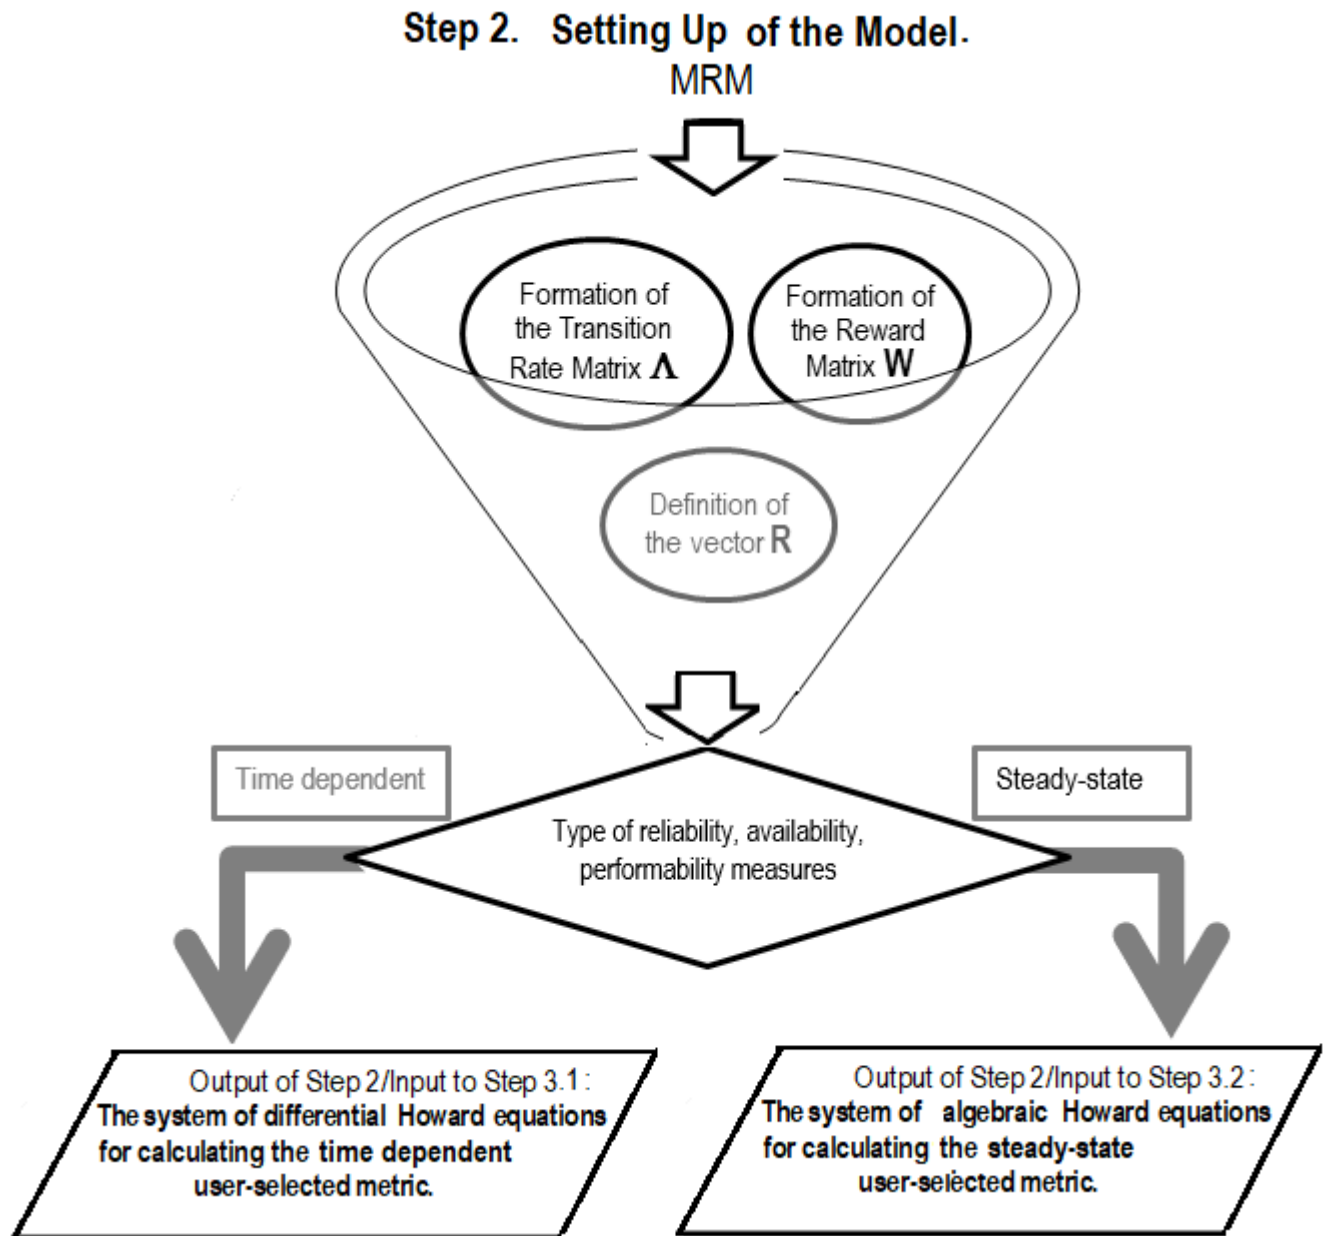 Step 2. Setting Up of the Model.
MRM
Formation of
the Transition
Rate Matrix Λ
Formation of
the Reward
Matrix W
Definition of
the vector R
Time dependent
Steady-state
Type of reliability, availability,
performability measures
Output of Step 2/Input to Step 3.1:
The system of differential Howard equations
for calculating the time dependent
user-selected metric.
Output of Step 2/Input to Step 3.2:
The system of algebraic Howard equations
for calculating the steady-state
user-selected metric.